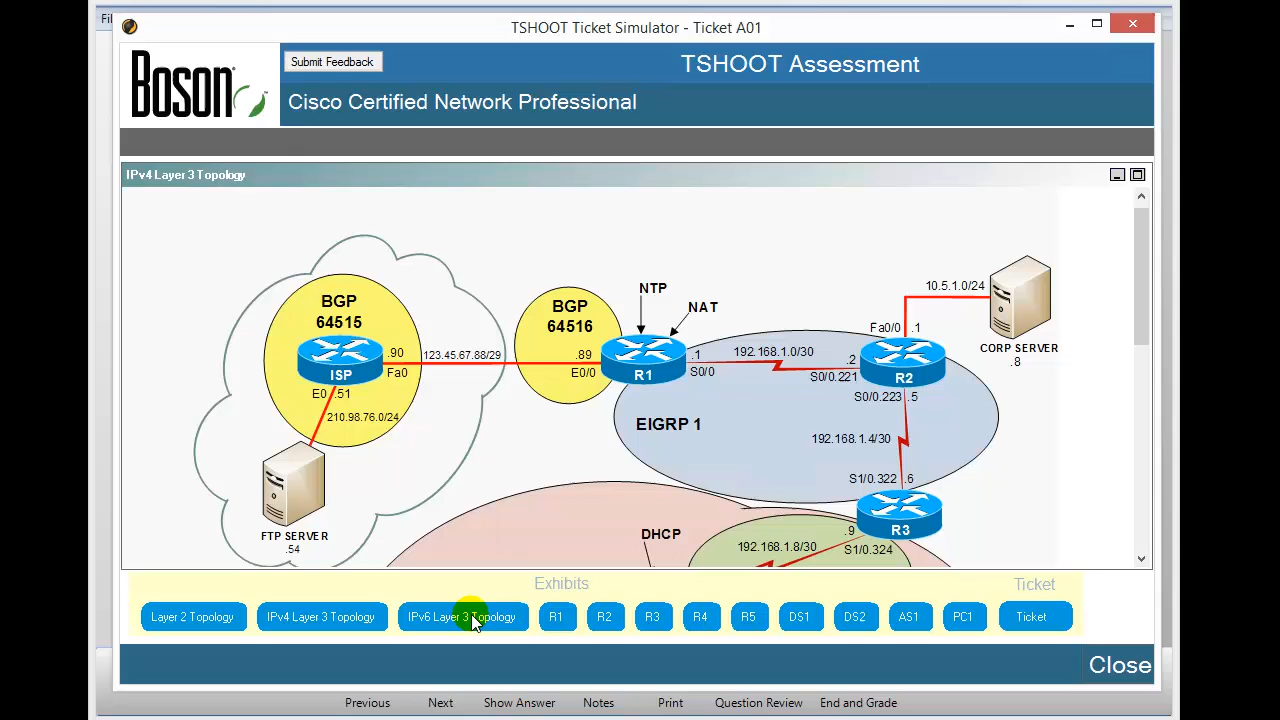 Fil
TSHOOT Ticket Simulator - Ticket A01
Boson
Submit Feedback
TSHOOT Assessment
Cisco Certified Network Professional
IPv4 Layer 3 Topology
BGP
64515
ISP
.90
Fa0
E0 .51
210.98.76.0/24
FTP SERVER
.54
123.45.67.88/29
BGP
64516
.89
E0/0
NTP
NAT
R1
.1
S0/0
192.168.1.0/30
.2
S0/0.221
EIGRP 1
10.5.1.0/24
Fa0/0 .1
CORP SERVER
.8
R2
S0/0.223 .5
192.168.1.4/30
S1/0.322 .6
R3
.9
S1/0.324
DHCP
192.168.1.8/30
Exhibits
Ticket
Layer 2 Topology
IPv4 Layer 3 Topology
IPv6 Layer 3 Topology
R1
R2
R3
R4
R5
DS1
DS2
AS1
PC1
Ticket
Close
Previous
Next
Show Answer
Notes
Print
Question Review
End and Grade